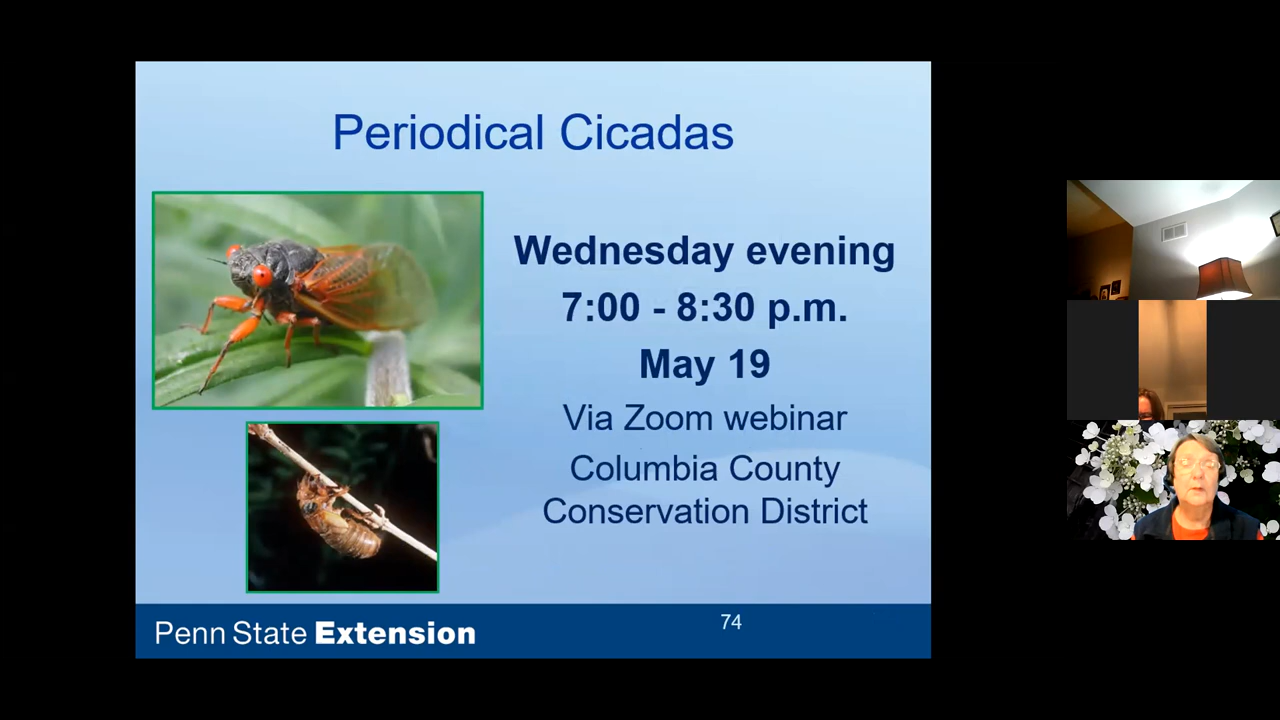 Periodical Cicadas
Wednesday evening
7:00 - 8:30 p.m.
May 19
Via Zoom webinar
Columbia County
Conservation District
Penn State Extension
74